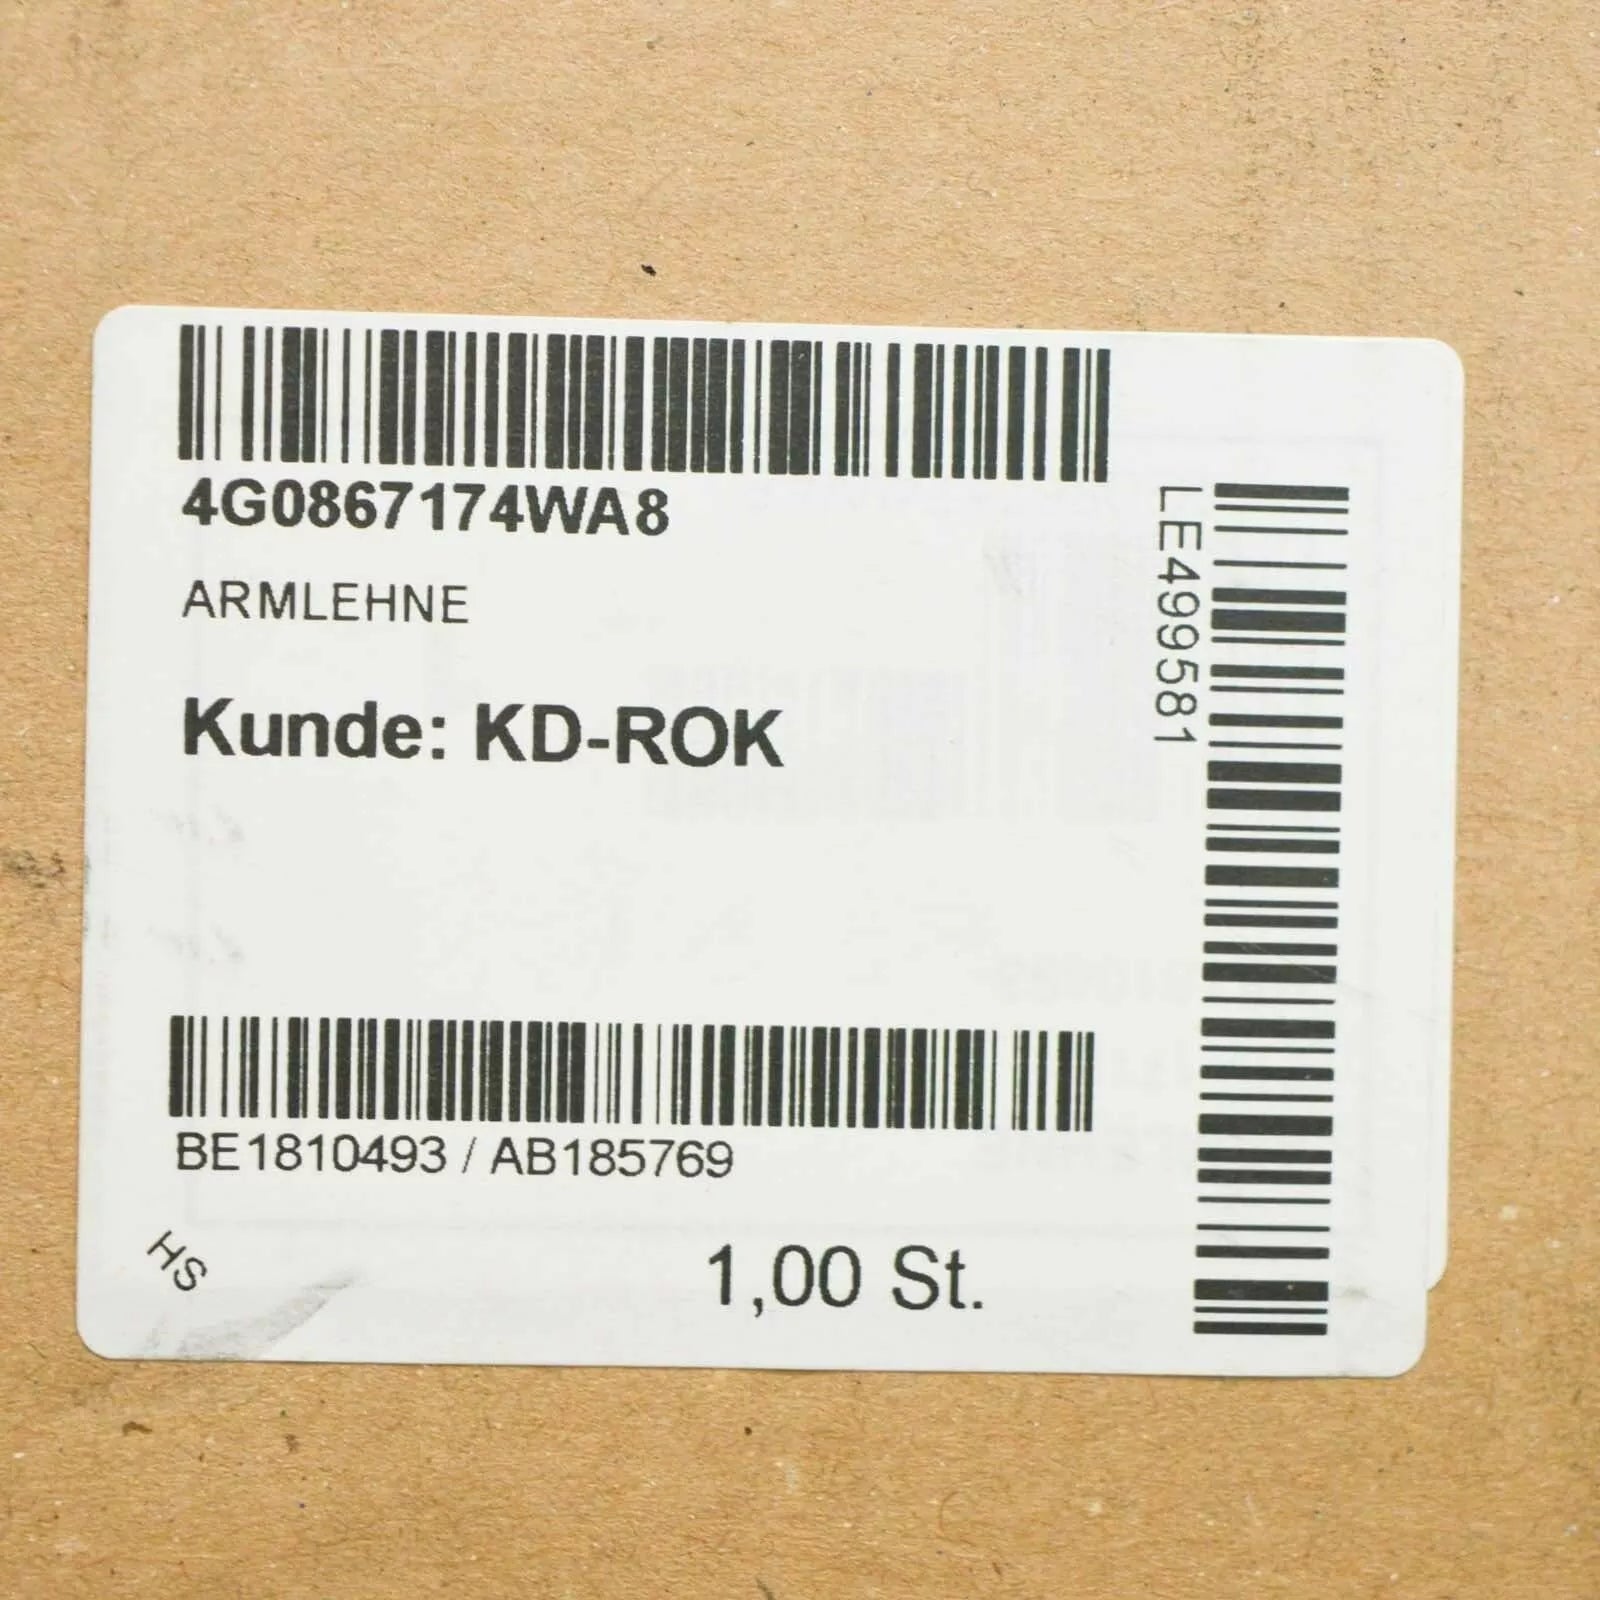 4G0867174WA8
ARMLEHNE
Kunde: KD-ROK
LE499581
BE1810493 / AB185769
HS
1,00 St.